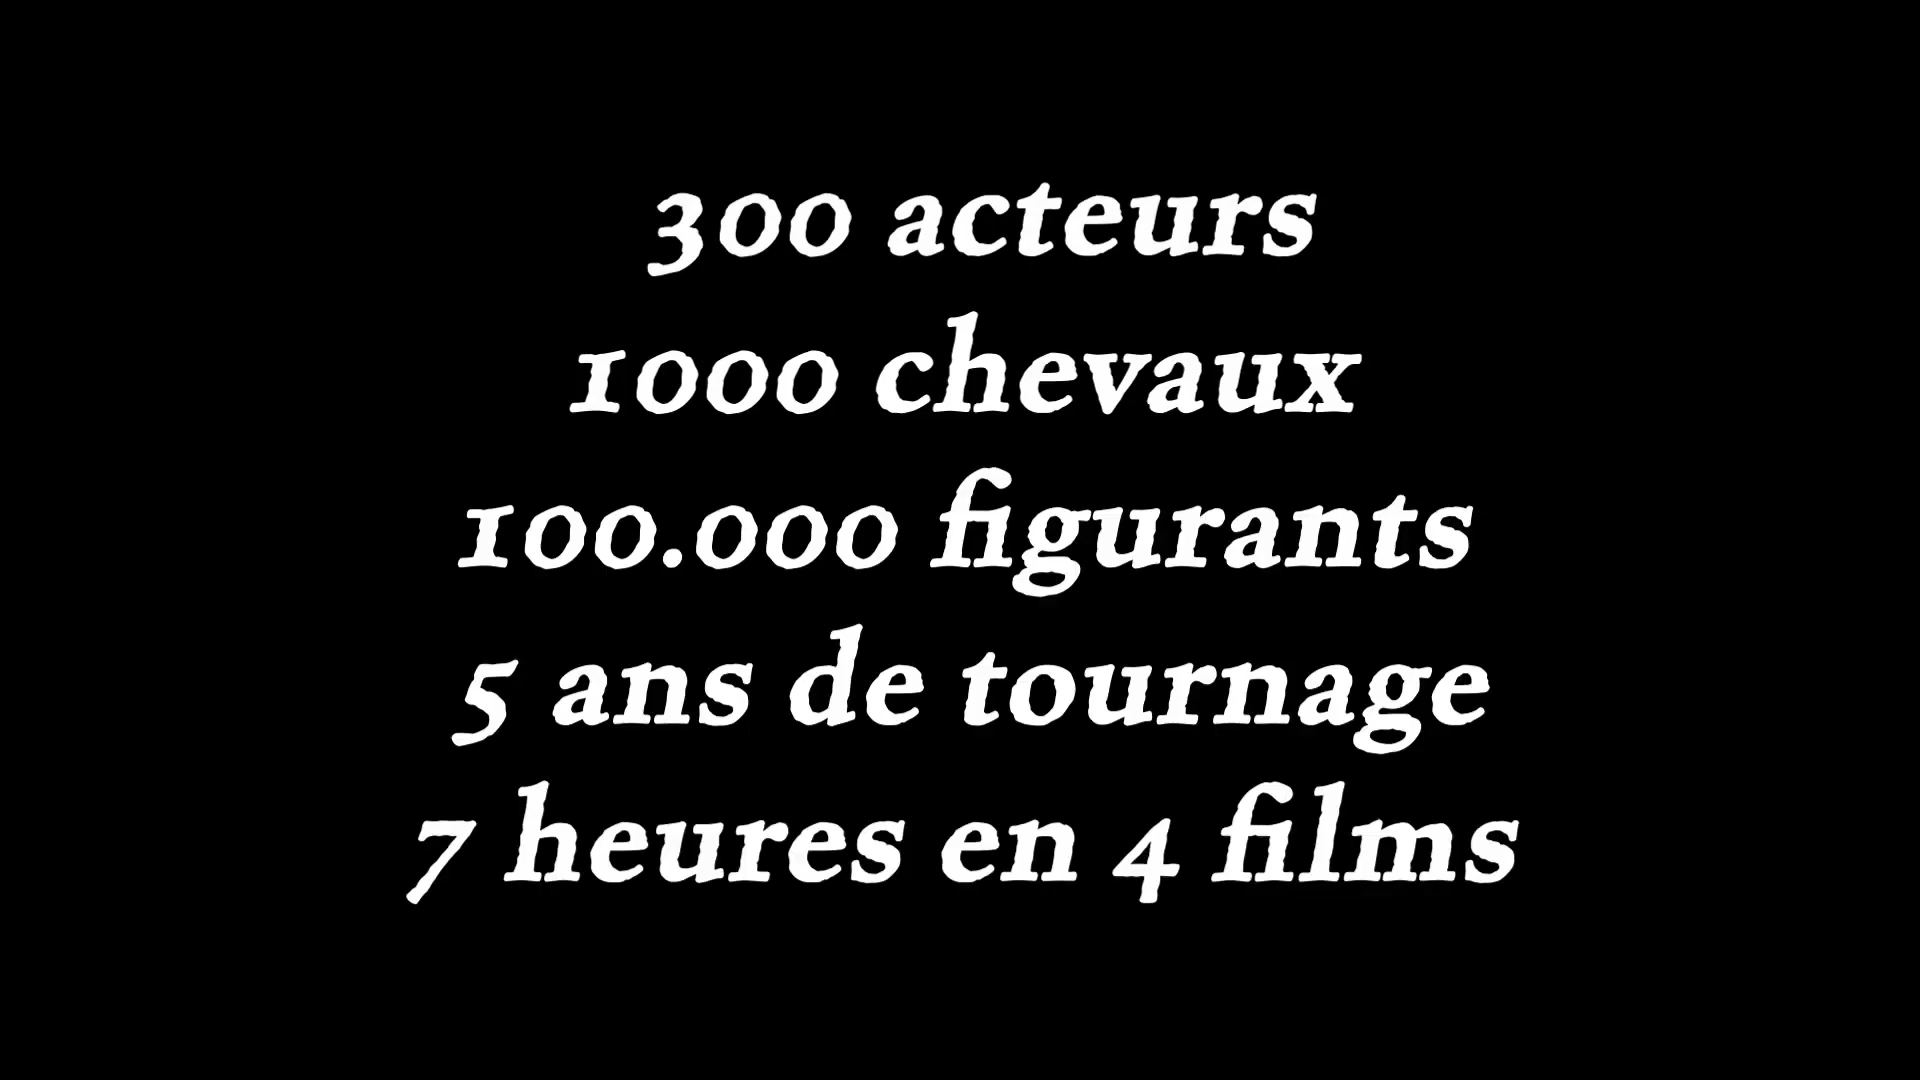 300 acteurs
1000 chevaux
100.000 figurants
5 ans de tournage
7 heures en 4 films